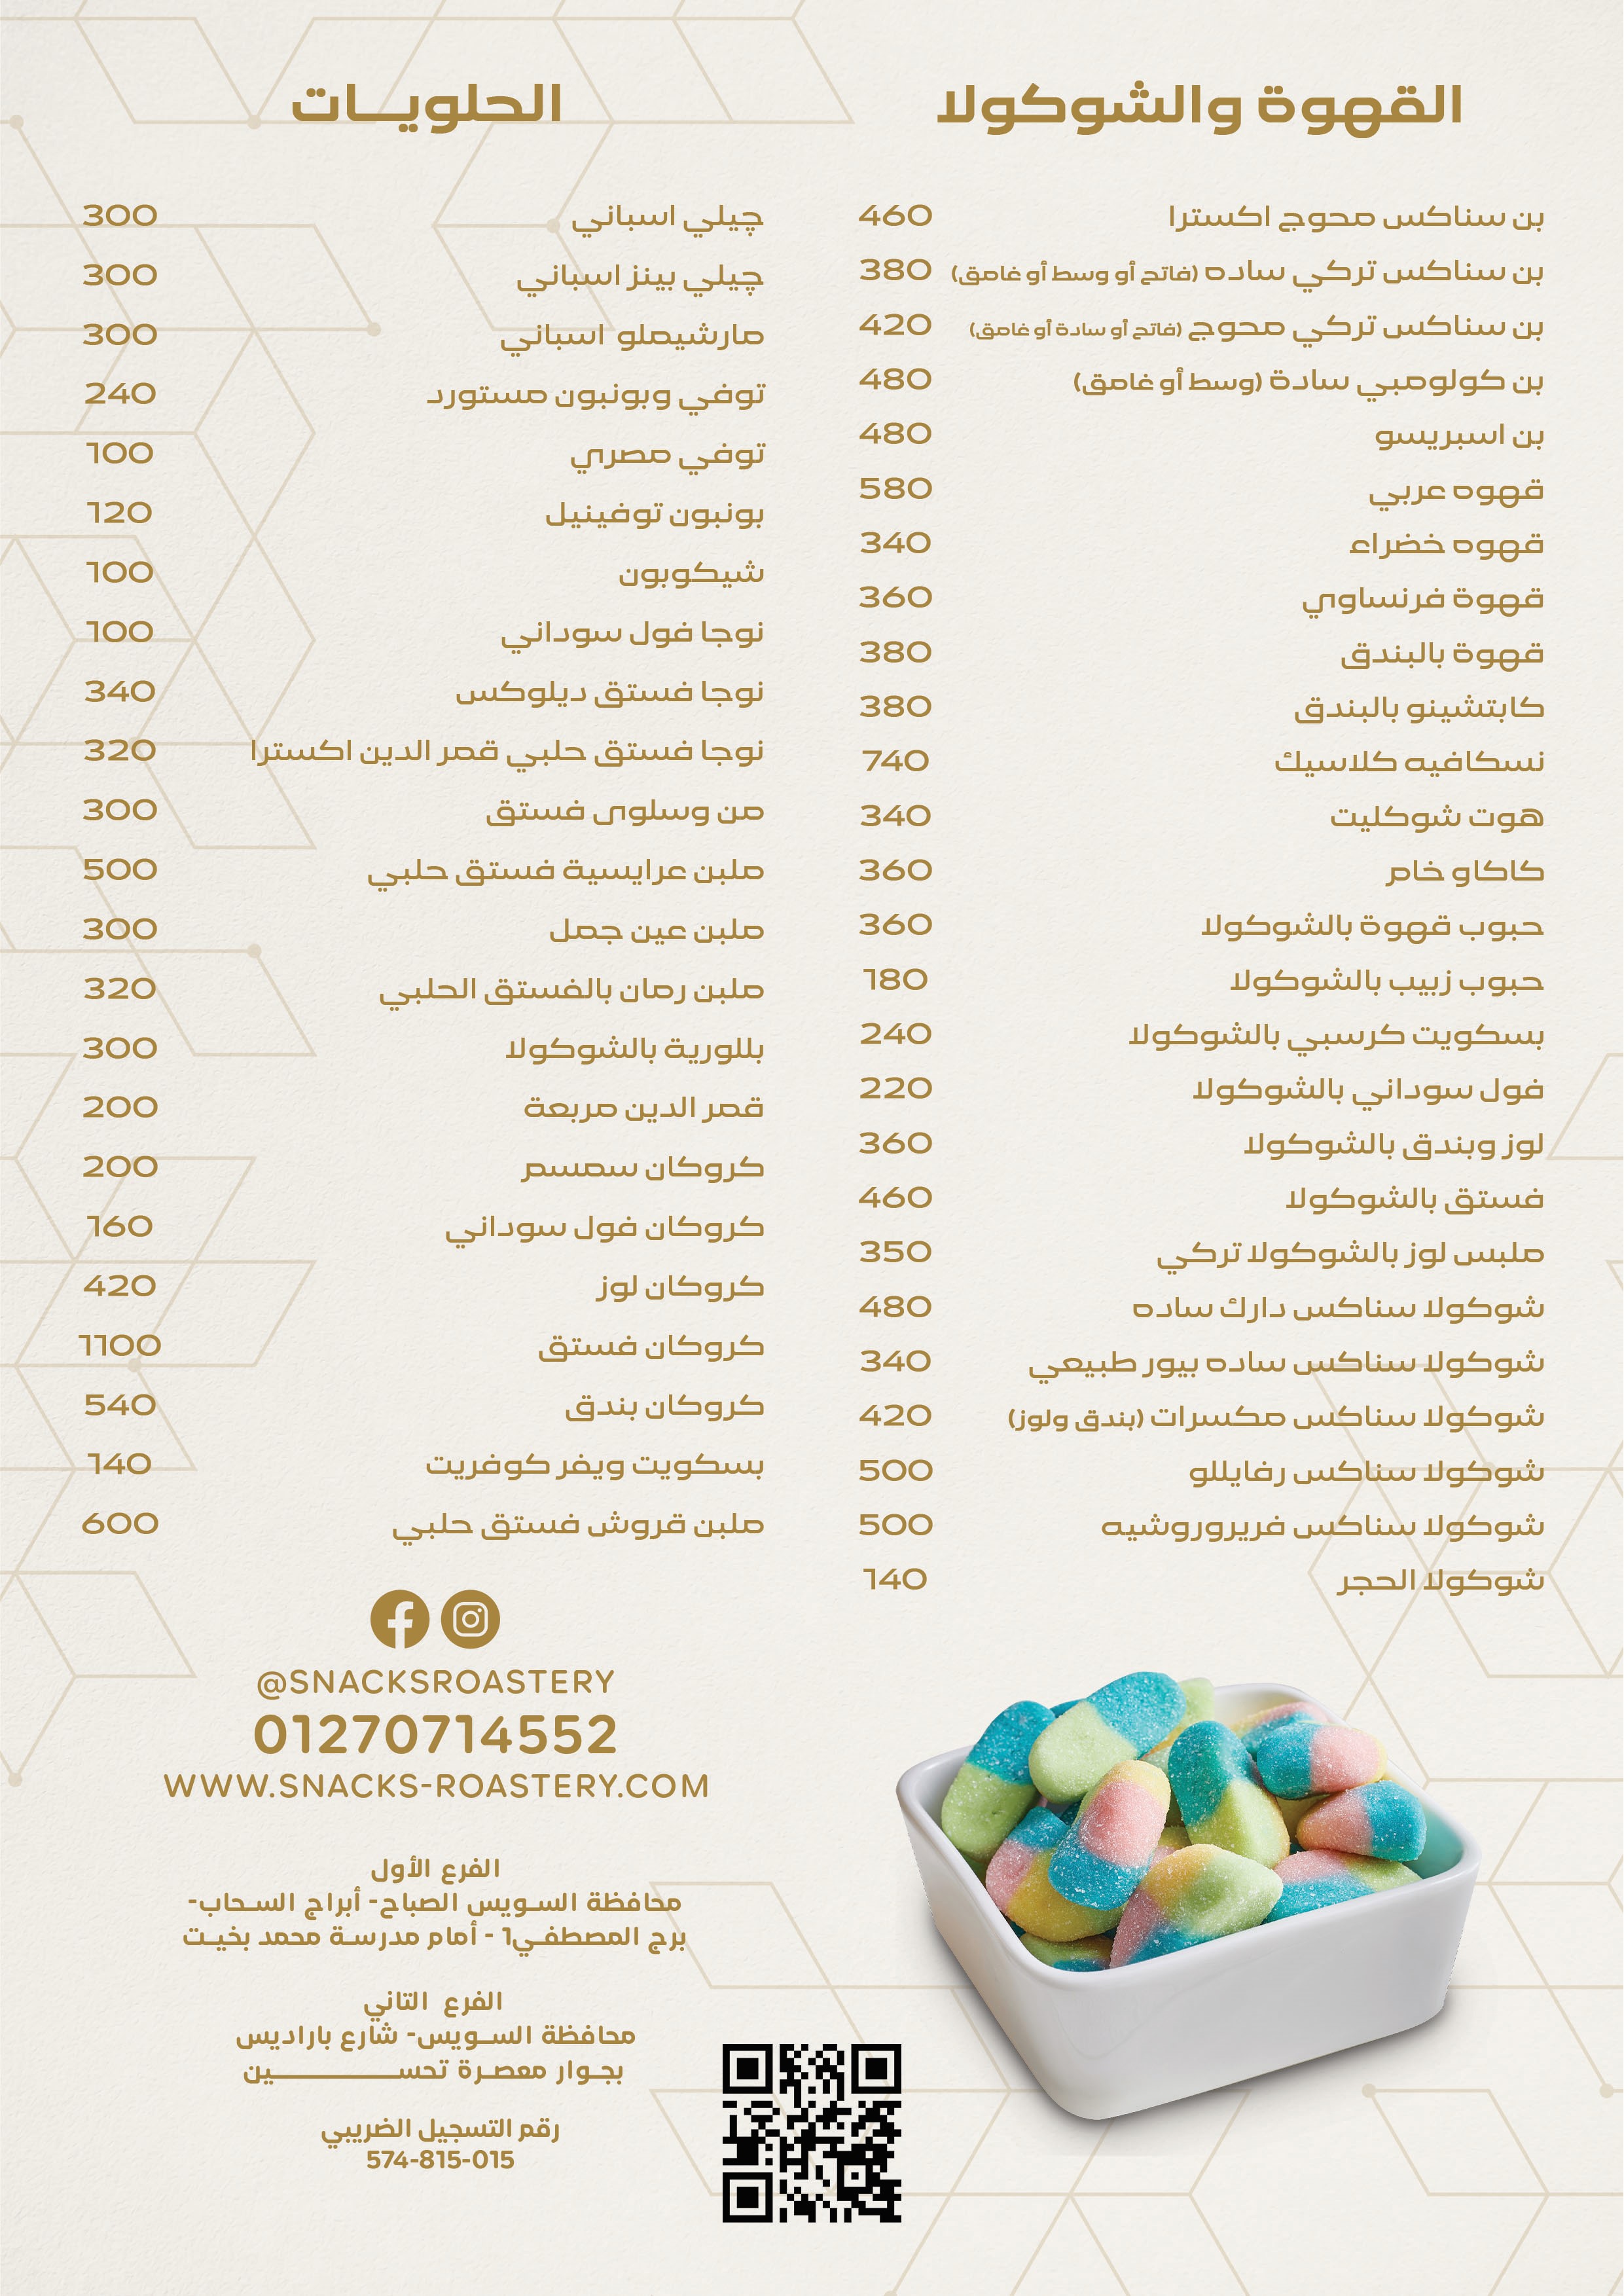 القهوة والشوكولا
بن سناكس محوج اكسترا 460
بن سناكس تركي ساده (فاتح أو وسط أو غامق) 380
بن سناكس تركي محوج (فاتح أو سادة أو غامق) 420
بن كولومبي سادة (وسط أو غامق) 480
بن اسبريسو 480
قهوه عربي 580
قهوه خضراء 340
قهوة فرنساوي 360
قهوة بالبندق 380
كابتشينو بالبندق 380
نسكافيه كلاسيك 740
هوت شوكليت 340
كاكاو خام 360
حبوب قهوة بالشوكولا 360
حبوب زبيب بالشوكولا 180
بسكويت كرسبي بالشوكولا 240
فول سوداني بالشوكولا 220
لوز وبندق بالشوكولا 360
فستق بالشوكولا 460
ملبس لوز بالشوكولا تركي 350
شوكولا سناكس دارك ساده 480
شوكولا سناكس ساده بيور طبيعي 340
شوكولا سناكس مكسرات (بندق ولوز) 420
شوكولا سناكس رفايللو 500
شوكولا سناكس فريروروشيه 500
شوكولا الحجر 140
الحلويـــات
چيلي اسباني 300
چيلي بينز اسباني 300
مارشيملو اسباني 300
توفي وبونبون مستورد 240
توفي مصري 100
بونبون توفينيل 120
شيكوبون 100
نوجا فول سوداني 100
نوجا فستق ديلوكس 340
نوجا فستق حلبي قمر الدين اكسترا 320
من وسلوى فستق 300
ملبن عرايسية فستق حلبي 500
ملبن عين جمل 300
ملبن رمان بالفستق الحلبي 320
بللورية بالشوكولا 300
قمر الدين مربعة 200
كروكان سمسم 200
كروكان فول سوداني 160
كروكان لوز 420
كروكان فستق 1100
كروكان بندق 540
بسكويت ويفر كوفريت 140
ملبن قروش فستق حلبي 600
@SNACKSROASTERY
01270714552
WWW.SNACKS-ROASTERY.COM
الفرع الأول
محافظة السـويس الصباح- أبراج السـحاب-
برج المصطفـي1 - أمام مدرسـة محمد بخيـت
الفرع التاني
محافظة السـويس- شارع باراديس
بجـوار معصـرة تحســـــــــــين
رقم التسجيل الضريبي
574-815-015